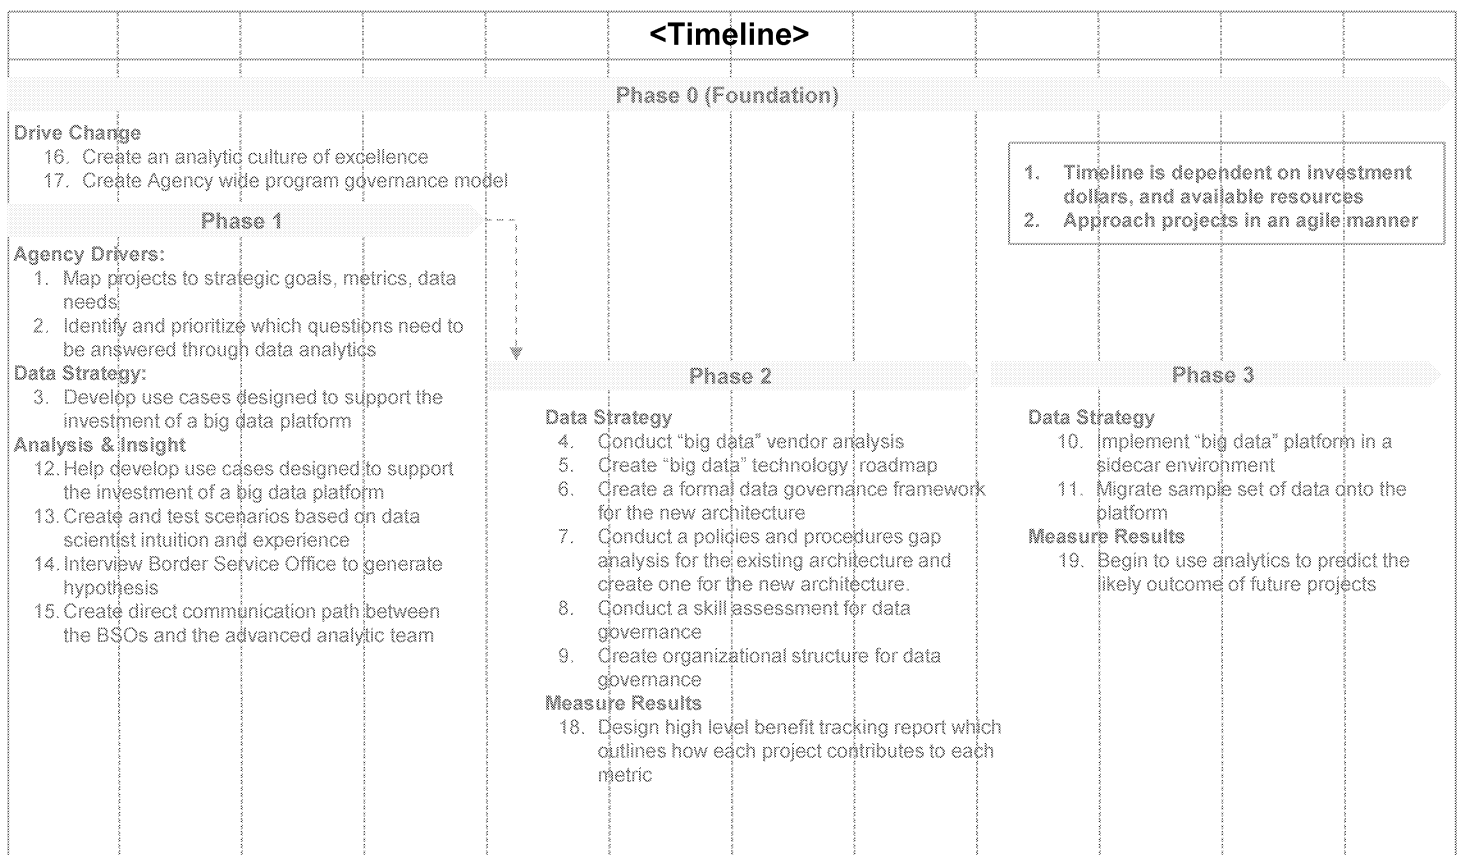 <Timeline>
Phase 0 (Foundation)
Drive Change
16. Create an analytic culture of excellence
17. Create Agency wide program governance model
1. Timeline is dependent on investment
dollars, and available resources
2. Approach projects in an agile manner
Phase 1
Agency Drivers:
1. Map projects to strategic goals, metrics, data
needs
2. Identify and prioritize which questions need to
be answered through data analytics
Data Strategy:
3. Develop use cases designed to support the
investment of a big data platform
Analysis & Insight
12. Help develop use cases designed to support
the investment of a big data platform
13. Create and test scenarios based on data
scientist intuition and experience
14. Interview Border Service Office to generate
hypothesis
15. Create direct communication path between
the BSOs and the advanced analytic team
Phase 2
Data Strategy
4. Conduct “big data” vendor analysis
5. Create “big data” technology roadmap
6. Create a formal data governance framework
for the new architecture
7. Conduct a policies and procedures gap
analysis for the existing architecture and
create one for the new architecture.
8. Conduct a skill assessment for data
governance
9. Create organizational structure for data
governance
Measure Results
18. Design high level benefit tracking report which
outlines how each project contributes to each
metric
Phase 3
Data Strategy
10. Implement “big data” platform in a
sidecar environment
11. Migrate sample set of data onto the
platform
Measure Results
19. Begin to use analytics to predict the
likely outcome of future projects